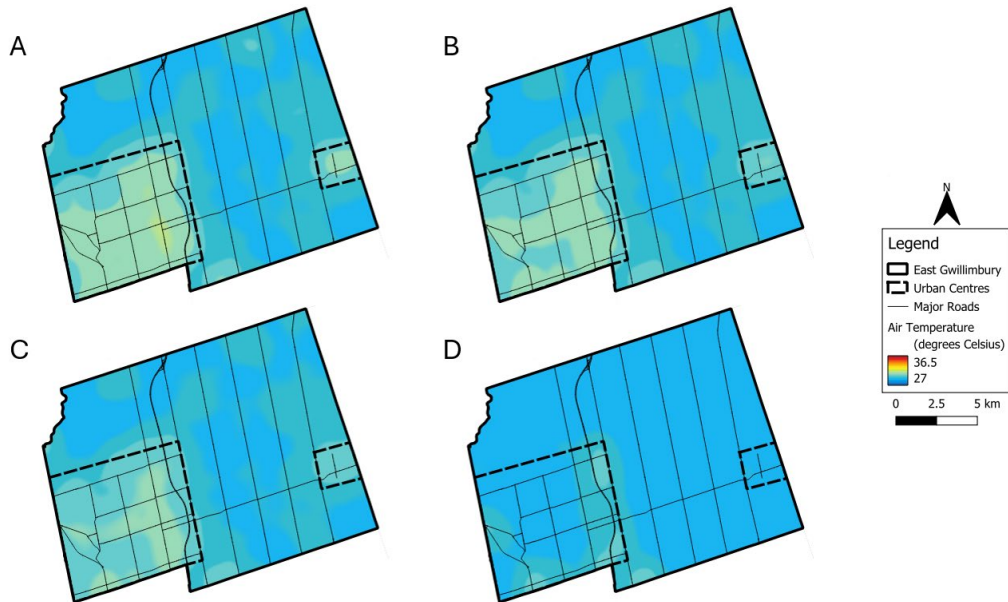 A
B
C
D
N
Legend
East Gwillimbury
Urban Centres
Major Roads
Air Temperature
(degrees Celsius)
36.5
27
0 2.5 5 km